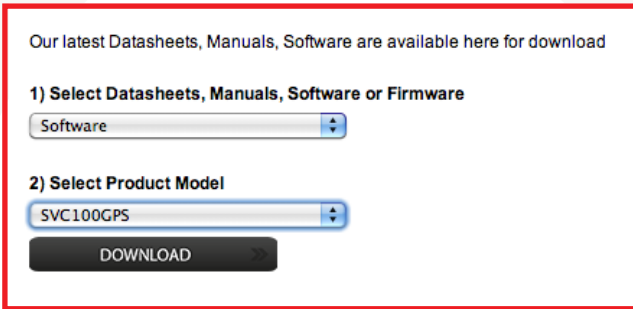 Our latest Datasheets, Manuals, Software are available here for download
1) Select Datasheets, Manuals, Software or Firmware
Software
2) Select Product Model
SVC100GPS
DOWNLOAD »